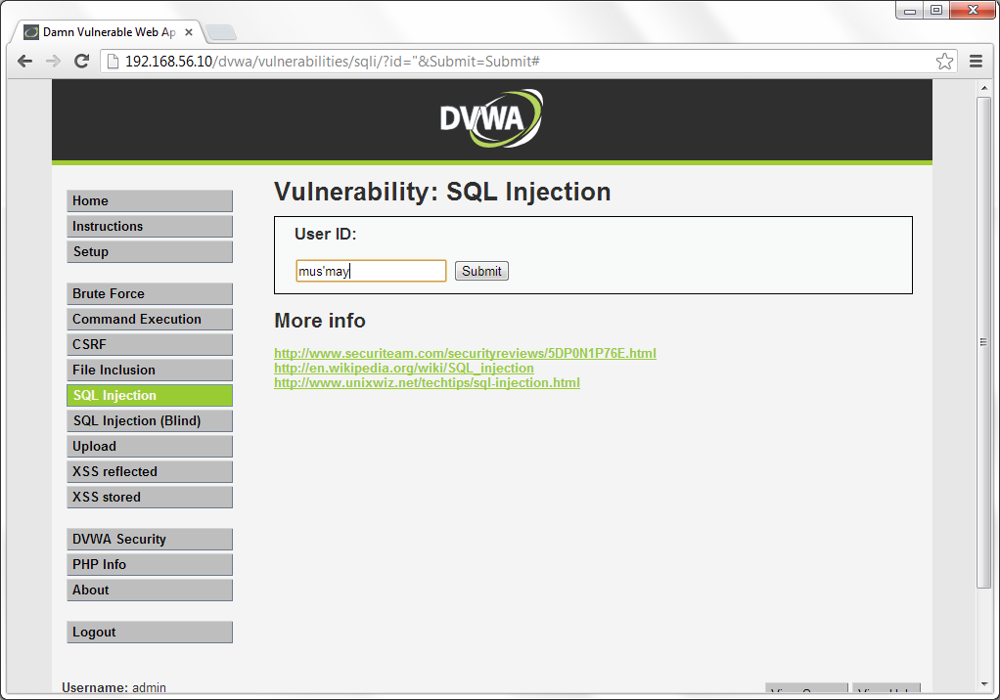 Damn Vulnerable Web Ap
192.168.56.10/dvwa/vulnerabilities/sqli/?id="&Submit=Submit#
DVWA
Home
Instructions
Setup
Brute Force
Command Execution
CSRF
File Inclusion
SQL Injection
SQL Injection (Blind)
Upload
XSS reflected
XSS stored
DVWA Security
PHP Info
About
Logout
Vulnerability: SQL Injection
User ID:
mus'may Submit
More info
http://www.securiteam.com/securityreviews/5DP0N1P76E.html
http://en.wikipedia.org/wiki/SQL_injection
http://www.unixwiz.net/techtips/sql-injection.html
Username: admin